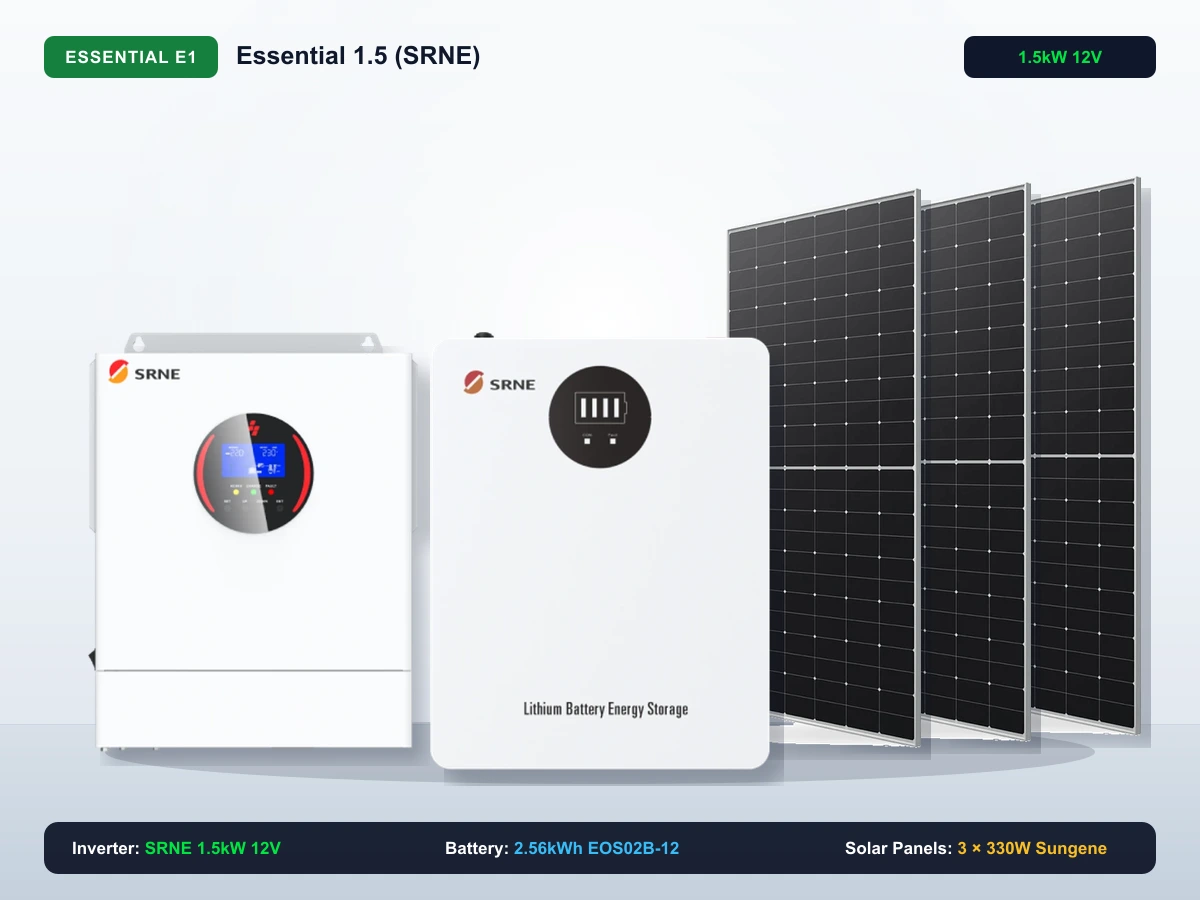 ESSENTIAL E1
Essential 1.5 (SRNE)
1.5kW 12V
SRNE
SRNE
Lithium Battery Energy Storage
Inverter: SRNE 1.5kW 12V
Battery: 2.56kWh EOS02B-12
Solar Panels: 3 × 330W Sungene